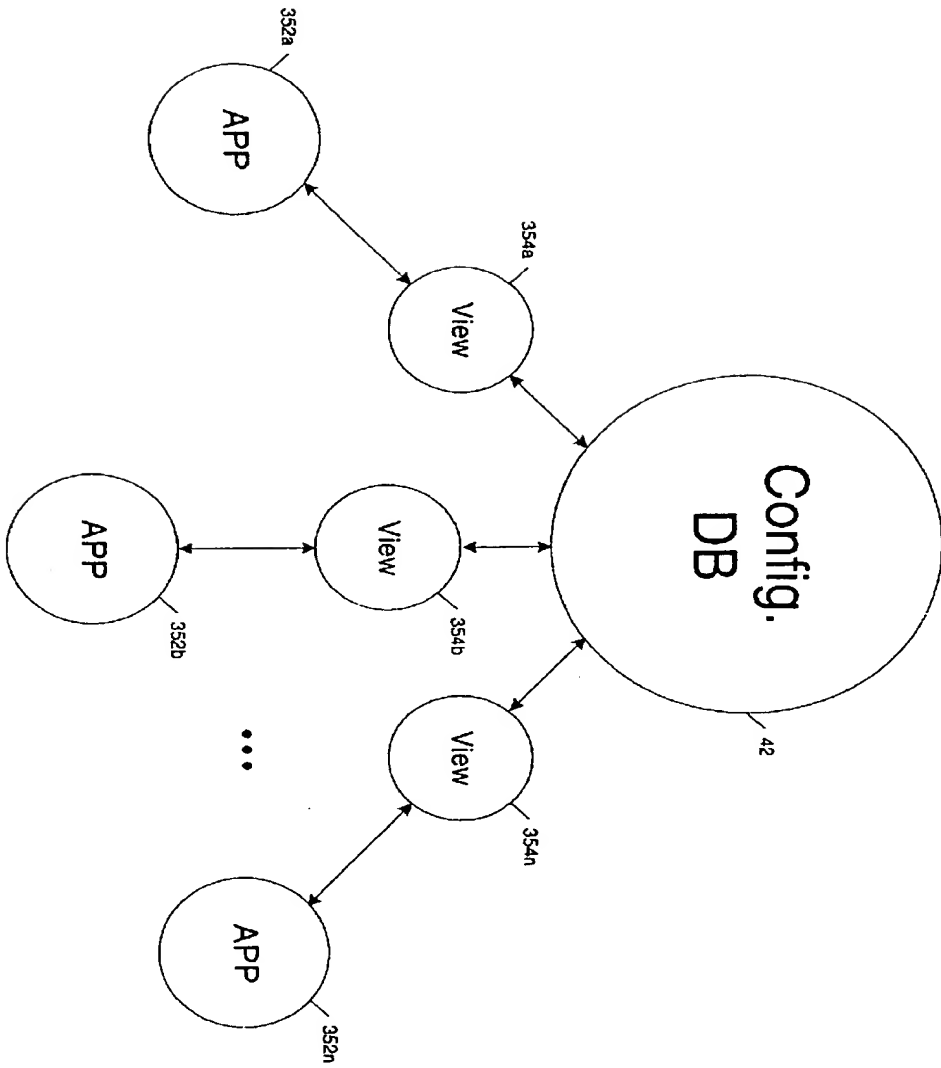 352a
APP
354a
View
Config.
DB
42
View
354b
APP
352b
...
View
354n
APP
352n